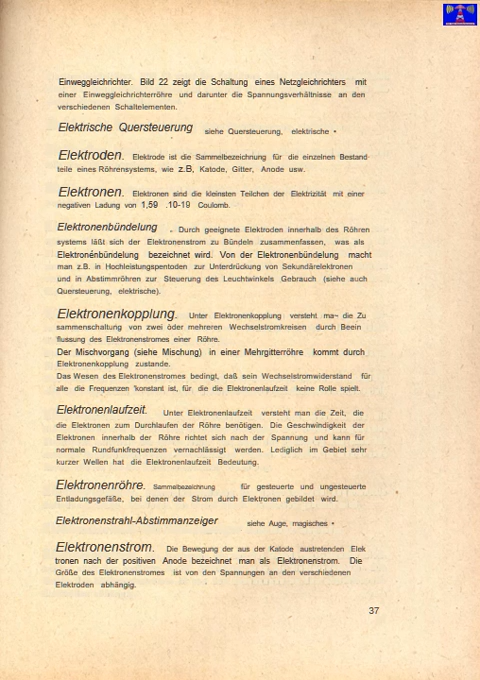 Einweggleichrichter. Bild 22 zeigt die Schaltung eines Netzgleichrichters mit
einer Einweggleichrichterröhre und darunter die Spannungsverhältnisse an den
verschiedenen Schaltelementen.
Elektrische Quersteuerung siehe Quersteuerung, elektrische •
Elektroden. Elektrode ist die Sammelbezeichnung für die einzelnen Bestand
teile eines Röhrensystems, wie z.B, Katode, Gitter, Anode usw.
Elektronen. Elektronen sind die kleinsten Teilchen der Elektrizität mit einer
negativen Ladung von 1,59 .10-19 Coulomb.
Elektronenbündelung . Durch geeignete Elektroden innerhalb des Röhren
systems läßt sich der Elektronenstrom zu Bündeln zusammenfassen, was als
Elektronénbündelung bezeichnet wird. Von der Elektronenbündelung macht
man z.B. in Hochleistungspentoden zur Unterdrückung von Sekundärelektronen
und in Abstimmröhren zur Steuerung des Leuchtwinkels Gebrauch (siehe auch
Quersteuerung, elektrische).
Elektronenkopplung. Unter Elektronenkopplung versteht ma¬ die Zu
sammenschaltung von zwei òder mehreren Wechselstromkreisen durch Beein
flussung des Elektronenstromes einer Röhre.
Der Mischvorgang (siehe Mischung) in einer Mehrgitterröhre kommt durch
Elektronenkopplung zustande.
Das Wesen des Elektronenstromes bedingt, daß sein Wechselstromwiderstand für
alle die Frequenzen 'konstant ist, für die die Elektronenlaufzeit keine Rolle spielt.
Elektronenlaufzeit. Unter Elektronenlaufzeit versteht man die Zeit, die
die Elektronen zum Durchlaufen der Röhre benötigen. Die Geschwindigkeit der
Elektronen innerhalb der Röhre richtet sich nach der Spannung und kann für
normale Rundfunkfrequenzen vernachlässigt werden. Lediglich im Gebiet sehr
kurzer Wellen hat die Elektronenlaufzeit Bedeutung.
Elektronenröhre. Sammelbezeichnung für gesteuerte und ungesteuerte
Entladungsgefäße, bei denen der Strom durch Elektronen gebildet wird.
Elektronenstrahl-Abstimmanzeiger siehe Auge, magisches •
Elektronenstrom. Die Bewegung der aus der Katode austretenden Elek
tronen nach der positiven Anode bezeichnet man als Elektronenstrom. Die
Größe des Elektronenstromes ist von den Spannungen an den verschiedenen
Elektroden abhängig.
37